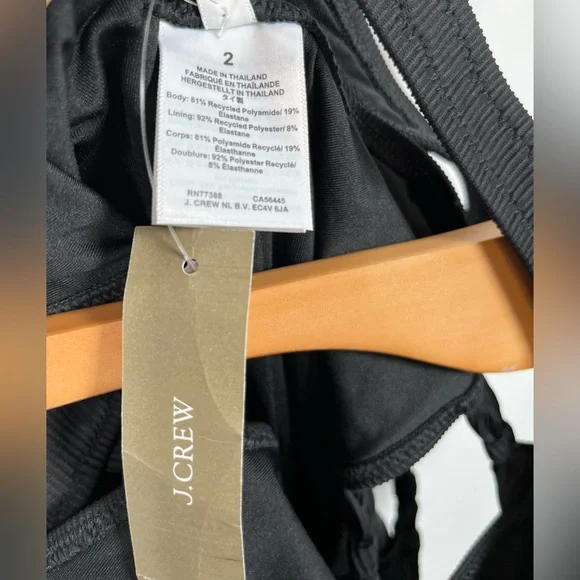 2
MADE IN THAILAND
FABRIQUÉ EN THAÏLANDE
HERGESTELLT IN THAILAND
タイ製
Body: 81% Recycled Polyamide/ 19%
Elastane
Lining: 92% Recycled Polyester/ 8%
Elastane
Corps: 81% Polyamide Recyclé/ 19%
Élasthanne
Doublure: 92% Polyester Recyclé/
8% Élasthanne
RN77388 CA56445
J. CREW NL B.V. EC4V 6JA
J.CREW